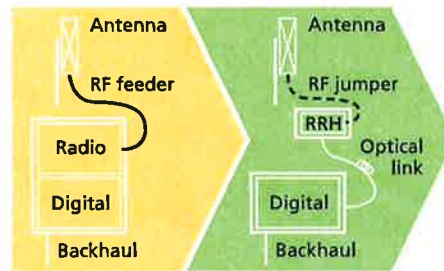 Antenna
RF feeder
Radio
Digital
Backhaul
Antenna
RF jumper
RRH
Optical
link
Digital
Backhaul